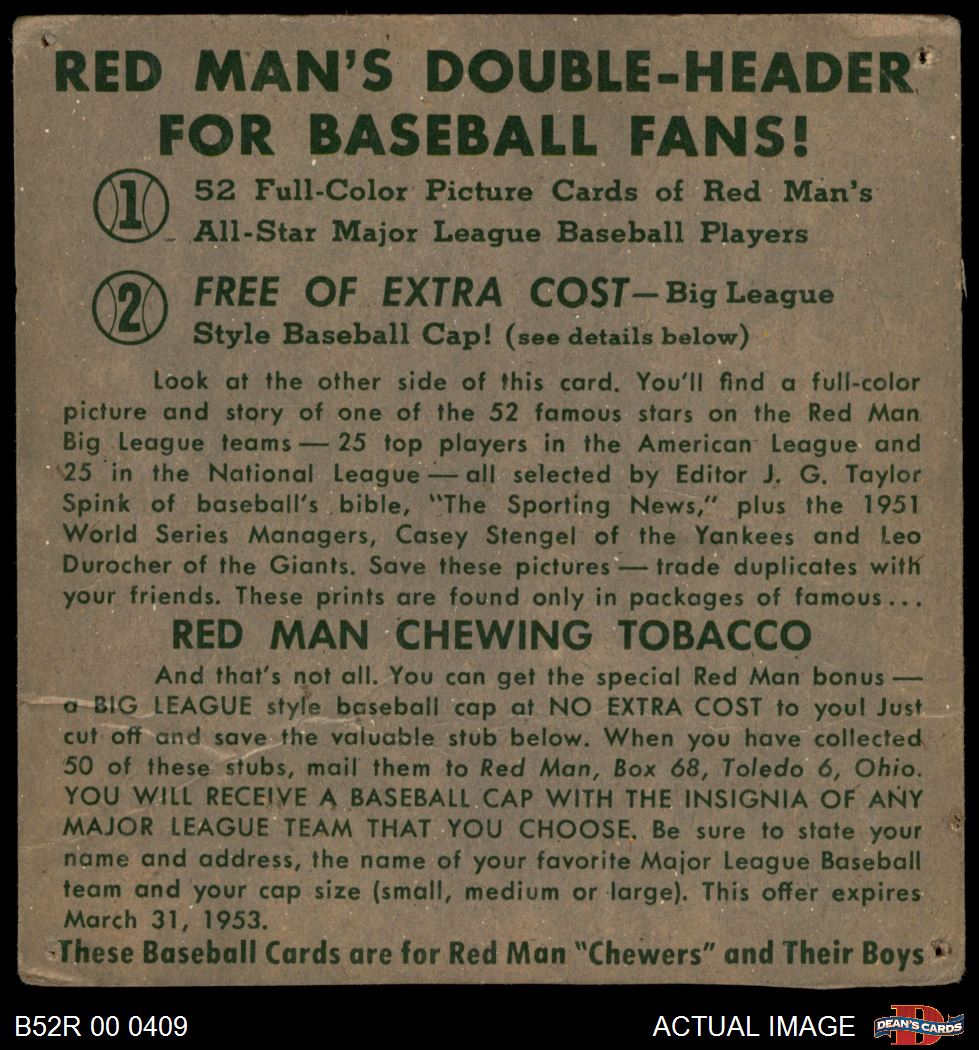 RED MAN'S DOUBLE-HEADER
FOR BASEBALL FANS!
1 52 Full-Color Picture Cards of Red Man's
All-Star Major League Baseball Players
2 FREE OF EXTRA COST—Big League
Style Baseball Cap! (see details below)
Look at the other side of this card. You'll find a full-color
picture and story of one of the 52 famous stars on the Red Man
Big League teams — 25 top players in the American League and
25 in the National League — all selected by Editor J. G. Taylor
Spink of baseball's bible, "The Sporting News," plus the 1951
World Series Managers, Casey Stengel of the Yankees and Leo
Durocher of the Giants. Save these pictures — trade duplicates with
your friends. These prints are found only in packages of famous...
RED MAN CHEWING TOBACCO
And that's not all. You can get the special Red Man bonus —
a BIG LEAGUE style baseball cap at NO EXTRA COST to you! Just
cut off and save the valuable stub below. When you have collected
50 of these stubs, mail them to Red Man, Box 68, Toledo 6, Ohio.
YOU WILL RECEIVE A BASEBALL CAP WITH THE INSIGNIA OF ANY
MAJOR LEAGUE TEAM THAT YOU CHOOSE. Be sure to state your
name and address, the name of your favorite Major League Baseball
team and your cap size (small, medium or large). This offer expires
March 31, 1953.
These Baseball Cards are for Red Man "Chewers" and Their Boys
B52R 00 0409
ACTUAL IMAGE
D
DEAN'S CARDS